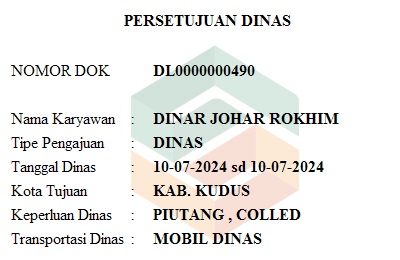 PERSETUJUAN DINAS
NOMOR DOK DL0000000490
Nama Karyawan : DINAR JOHAR ROKHIM
Tipe Pengajuan : DINAS
Tanggal Dinas : 10-07-2024 sd 10-07-2024
Kota Tujuan : KAB. KUDUS
Keperluan Dinas : PIUTANG , COLLED
Transportasi Dinas : MOBIL DINAS